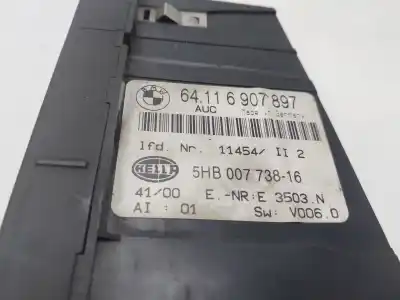 BMW
64.11 6 907 897
AUC Made in Germany
lfd. Nr. 11454/ II 2
HELLA
5HB 007 738-16
41/00 E.-NR:E 3503.N
AI : 01 Sw: V006.0